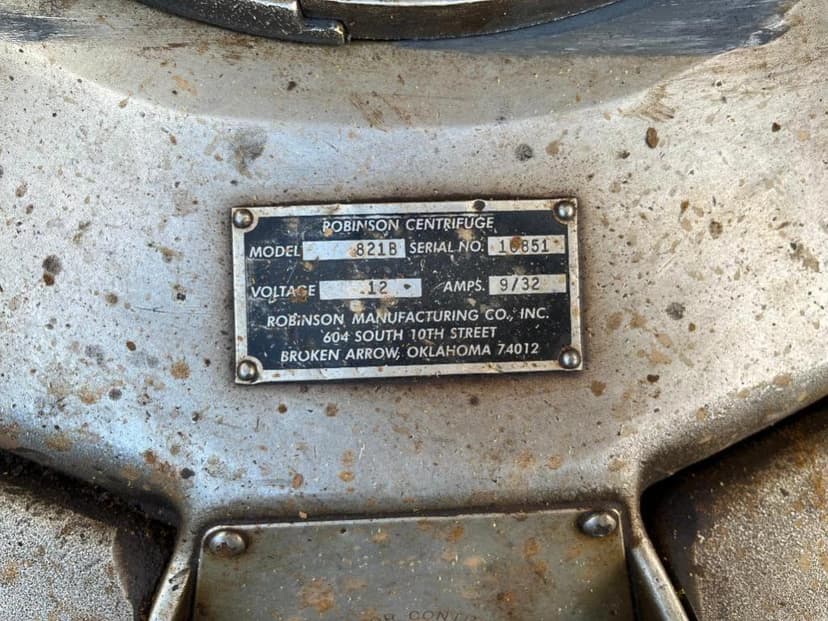 ROBINSON CENTRIFUGE
MODEL 821B SERIAL NO. 10851
VOLTAGE 12 AMPS. 9/32
ROBINSON MANUFACTURING CO., INC.
604 SOUTH 10TH STREET
BROKEN ARROW, OKLAHOMA 74012